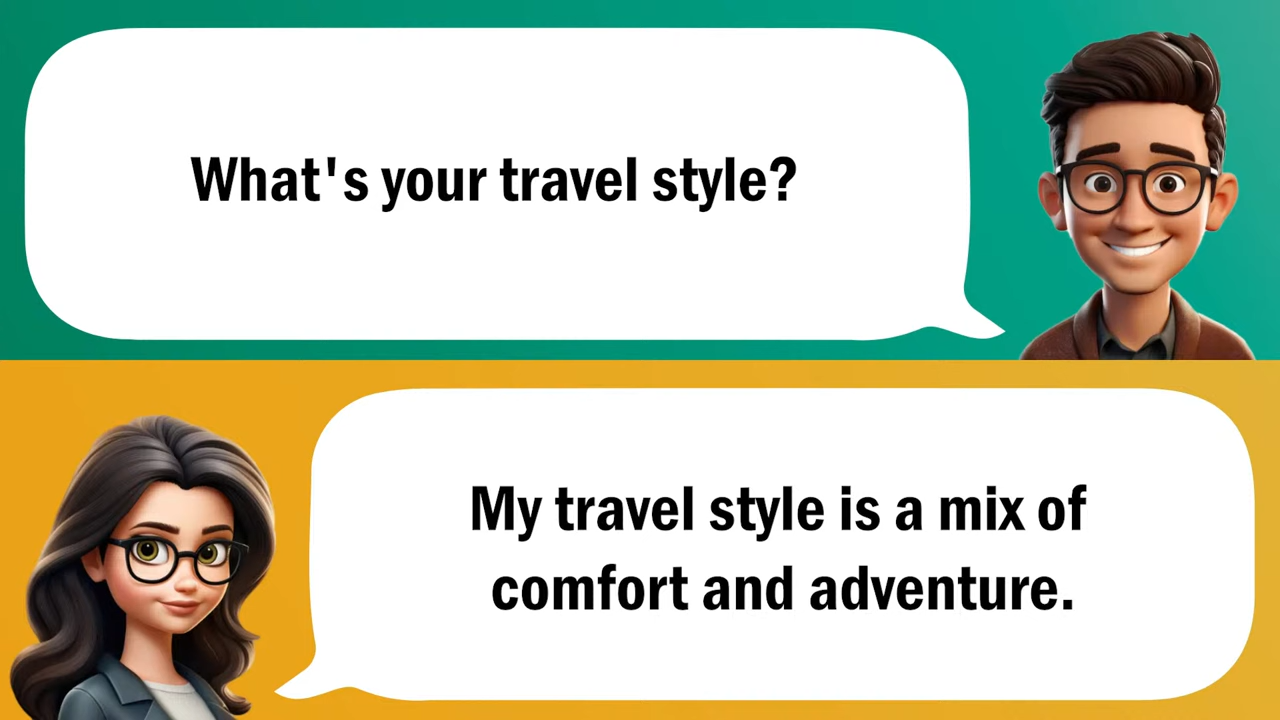 What's your travel style?
My travel style is a mix of
comfort and adventure.